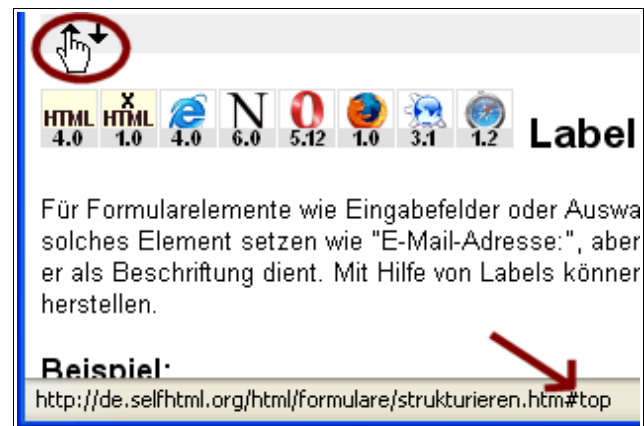 HTML 4.0 X HTML 1.0 4.0 N 6.0 5.12 1.0 3.1 1.2 Label
Für Formularelemente wie Eingabefelder oder Auswa
solches Element setzen wie "E-Mail-Adresse:", aber
er als Beschriftung dient. Mit Hilfe von Labels können
herstellen.
Beispiel:
http://de.selfhtml.org/html/formulare/strukturieren.htm#top